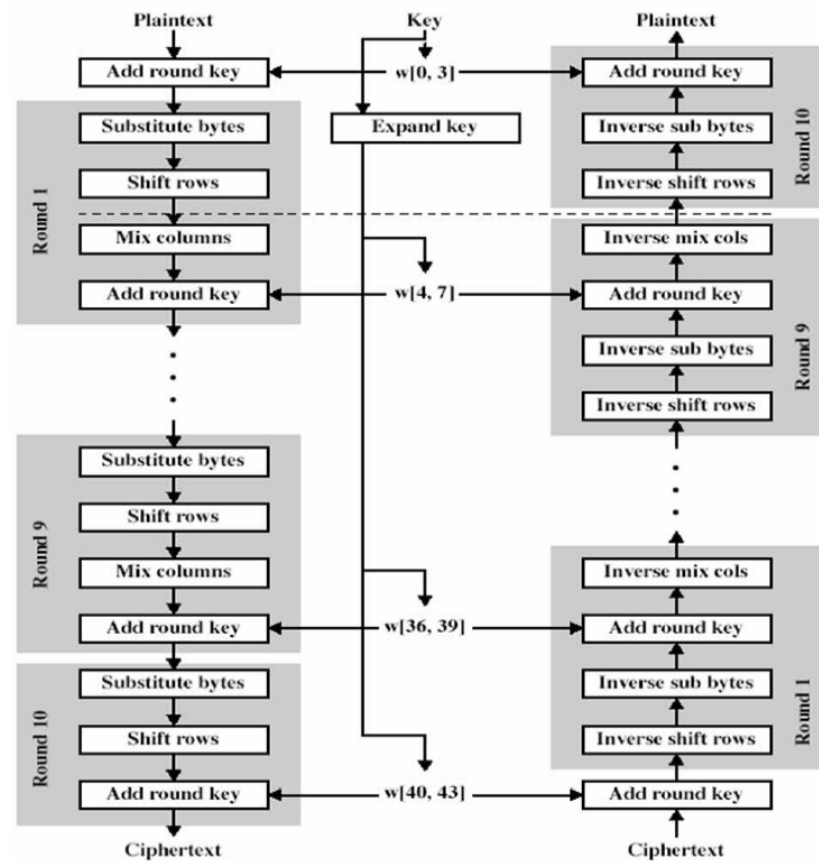 Plaintext
Add round key
Round 1
Substitute bytes
Shift rows
Mix columns
Add round key
Round 9
Substitute bytes
Shift rows
Mix columns
Add round key
Round 10
Substitute bytes
Shift rows
Add round key
Ciphertext
Key
w[0, 3]
Expand key
w[4, 7]
w[36, 39]
w[40, 43]
Plaintext
Add round key
Inverse sub bytes
Inverse shift rows
Round 10
Inverse mix cols
Add round key
Inverse sub bytes
Inverse shift rows
Round 9
Inverse mix cols
Add round key
Inverse sub bytes
Inverse shift rows
Round 1
Add round key
Ciphertext